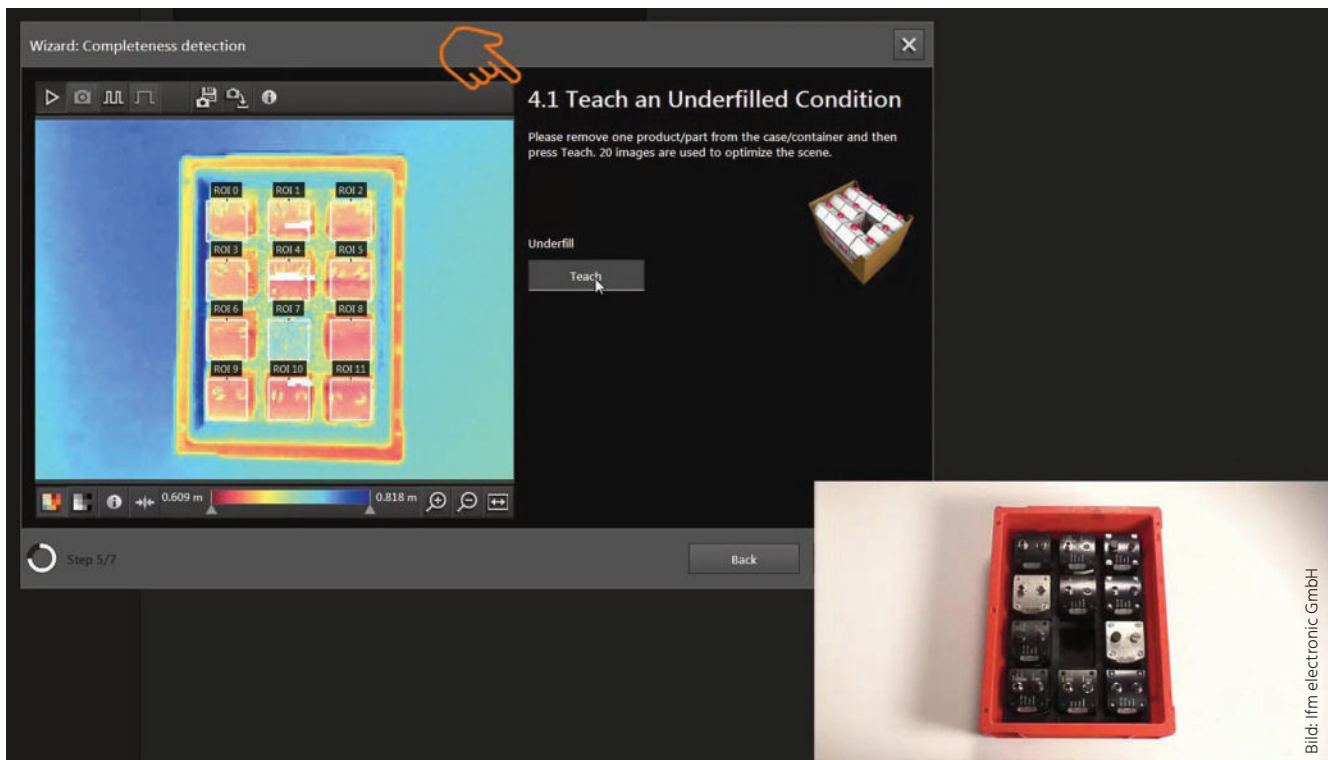 Wizard: Completeness detection
4.1 Teach an Underfilled Condition
Please remove one product/part from the case/container and then
press Teach. 20 images are used to optimize the scene.
Underfill
Teach
ROI 0 ROI 1 ROI 2
ROI 3 ROI 4 ROI 5
ROI 6 ROI 7 ROI 8
ROI 9 ROI 10 ROI 11
0.609 m 0.818 m
Step 5/7
Back
Bild: Ifm electronic GmbH